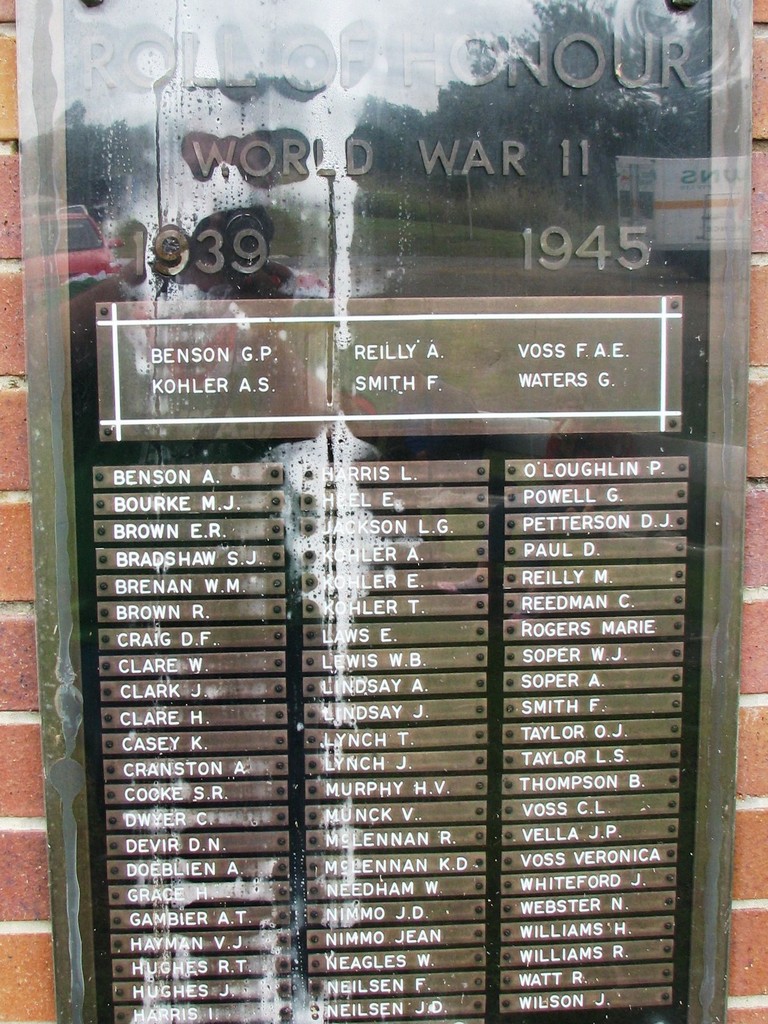 ROLL OF HONOUR
WORLD WAR II
1939 1945
BENSON G.P. REILLY A. VOSS F.A.E.
KOHLER A.S. SMITH F. WATERS G.
BENSON A.
BOURKE M.J.
BROWN E.R.
BRADSHAW S.J.
BRENAN W.M.
BROWN R.
CRAIG D.F.
CLARE W.
CLARK J.
CLARE H.
CASEY K.
CRANSTON A.
COOKE S.R.
DWYER C.
DEVIR D.N.
DOEBLIEN A.
GRACE H.
GAMBIER A.T.
HAYMAN V.J.
HUGHES R.T.
HUGHES J.
HARRIS I.
HARRIS L.
HEEL E.
JACKSON L.G.
KOHLER A.
KOHLER E.
KOHLER T.
LAWS E.
LEWIS W.B.
LINDSAY A.
LINDSAY J.
LYNCH T.
LYNCH J.
MURPHY H.V.
MUNCK V.
McLENNAN R.
McLENNAN K.D.
NEEDHAM W.
NIMMO J.D.
NIMMO JEAN
NEAGLES W.
NEILSEN F.
NEILSEN J.D.
O'LOUGHLIN P.
POWELL G.
PETTERSON D.J.
PAUL D.
REILLY M.
REEDMAN C.
ROGERS MARIE
SOPER W.J.
SOPER A.
SMITH F.
TAYLOR O.J.
TAYLOR L.S.
THOMPSON B.
VOSS C.L.
VELLA J.P.
VOSS VERONICA
WHITEFORD J.
WEBSTER N.
WILLIAMS H.
WILLIAMS R.
WATT R.
WILSON J.